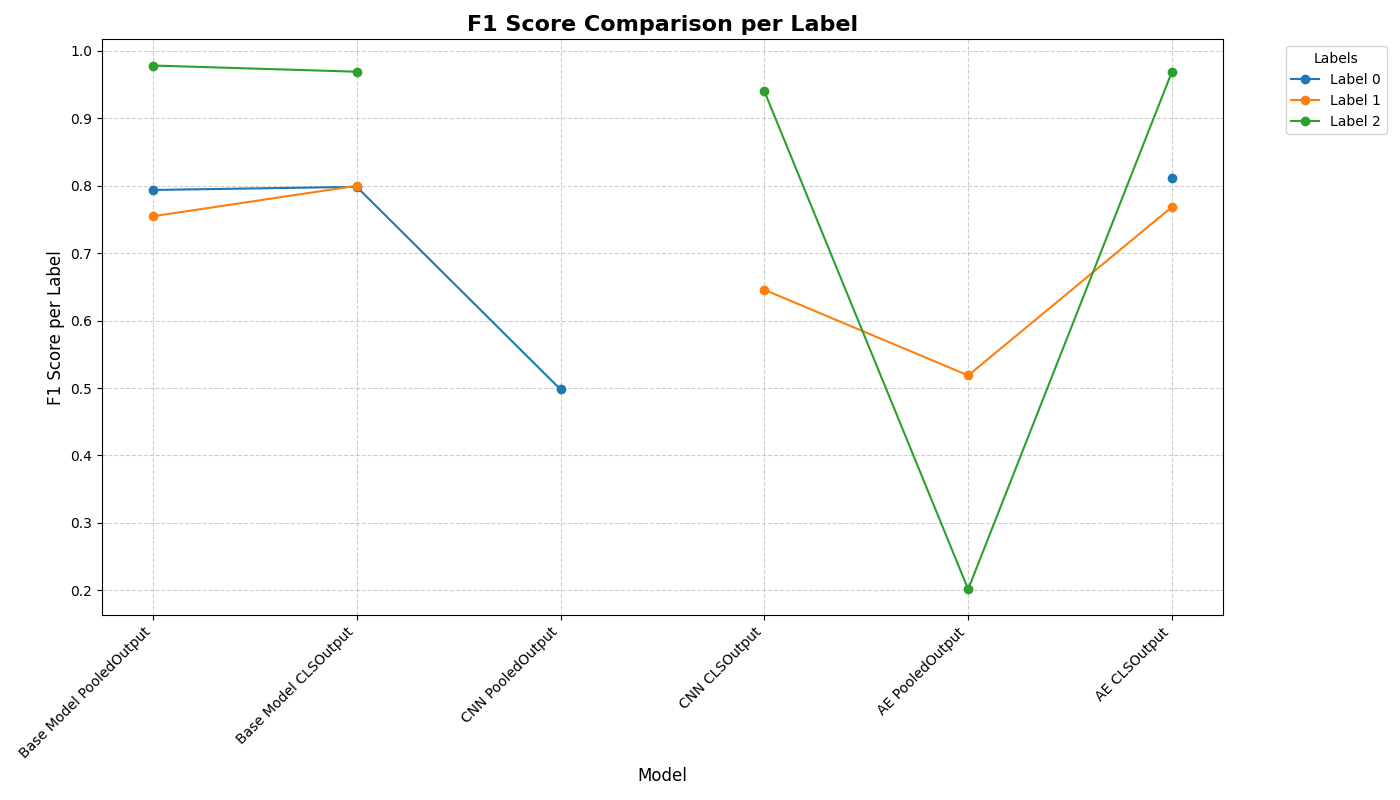 F1 Score Comparison per Label
F1 Score per Label
1.0
0.9
0.8
0.7
0.6
0.5
0.4
0.3
0.2
Labels
Label 0
Label 1
Label 2
Base Model PooledOutput
Base Model CLSOutput
CNN PooledOutput
CNN CLSOutput
AE PooledOutput
AE CLSOutput
Model